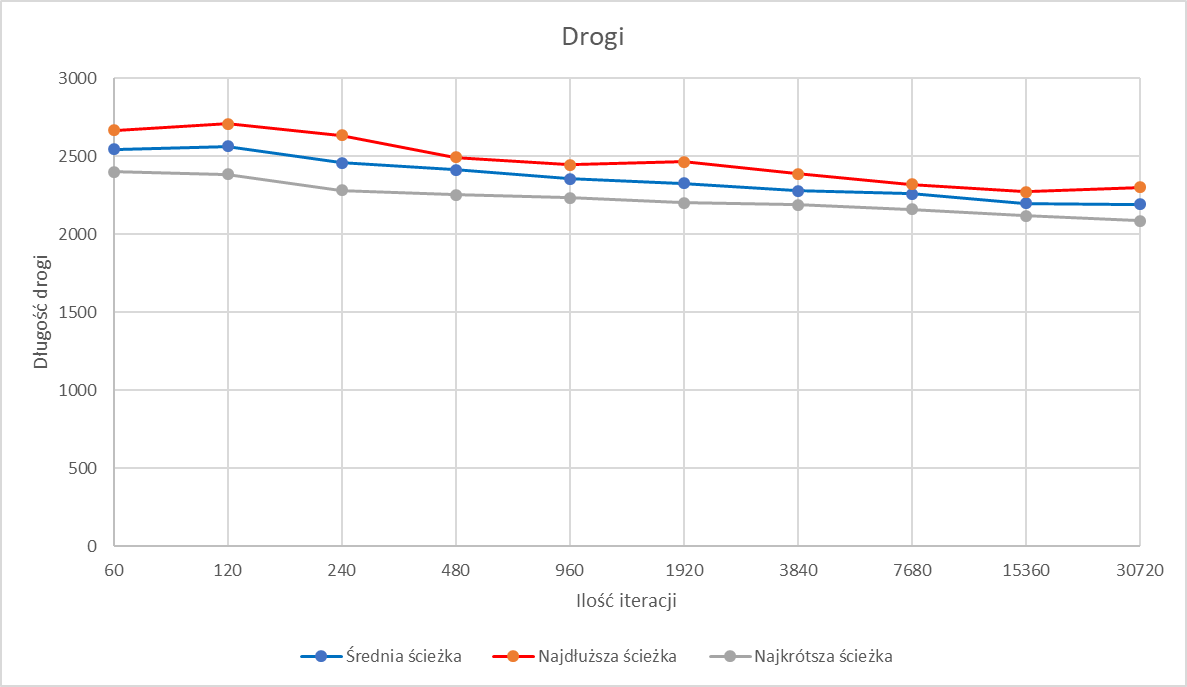 Drogi
3000
2500
2000
1500
1000
500
0
Długość drogi
60 120 240 480 960 1920 3840 7680 15360 30720
Ilość iteracji
Średnia ścieżka Najdłuższa ścieżka Najkrótsza ścieżka